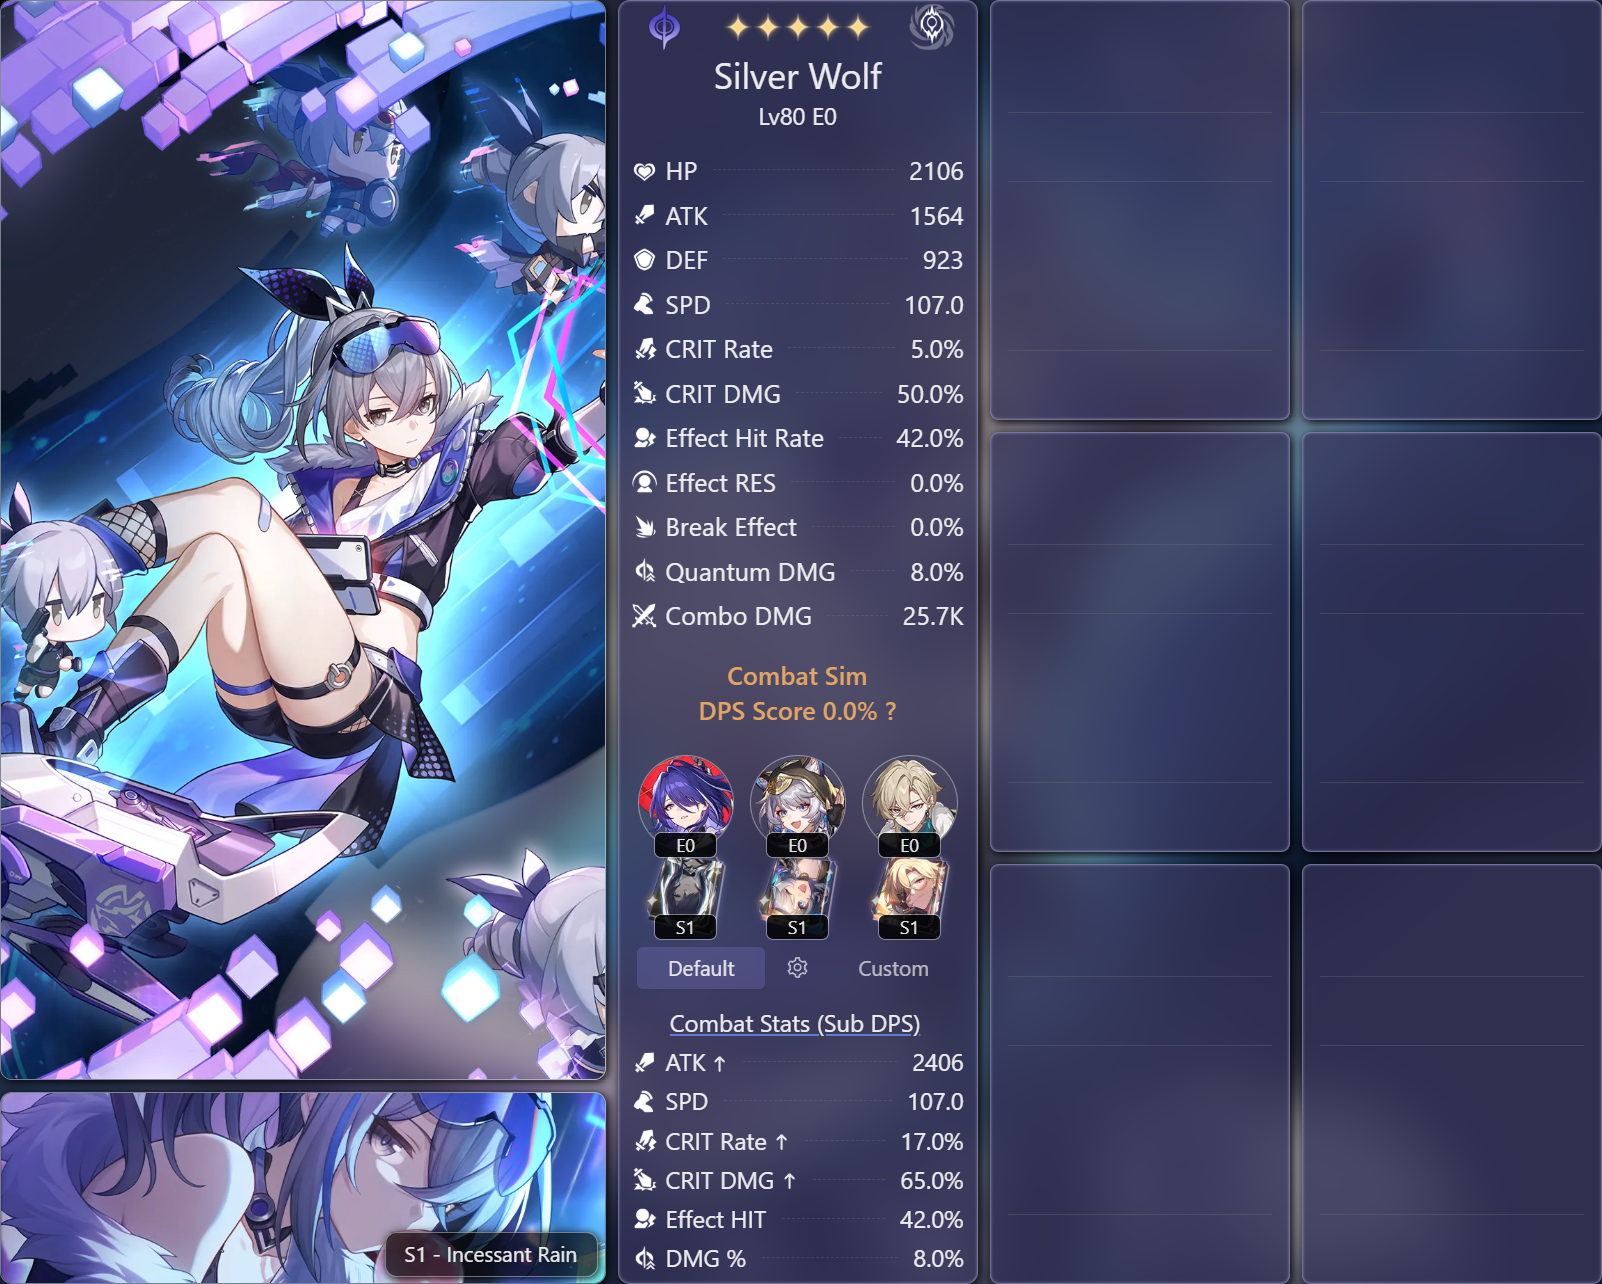 Silver Wolf
Lv80 E0
HP 2106
ATK 1564
DEF 923
SPD 107.0
CRIT Rate 5.0%
CRIT DMG 50.0%
Effect Hit Rate 42.0%
Effect RES 0.0%
Break Effect 0.0%
Quantum DMG 8.0%
Combo DMG 25.7K
Combat Sim
DPS Score 0.0% ?
E0 E0 E0
S1 S1 S1
Default Custom
Combat Stats (Sub DPS)
ATK ↑ 2406
SPD 107.0
CRIT Rate ↑ 17.0%
CRIT DMG ↑ 65.0%
Effect HIT 42.0%
DMG % 8.0%
S1 - Incessant Rain